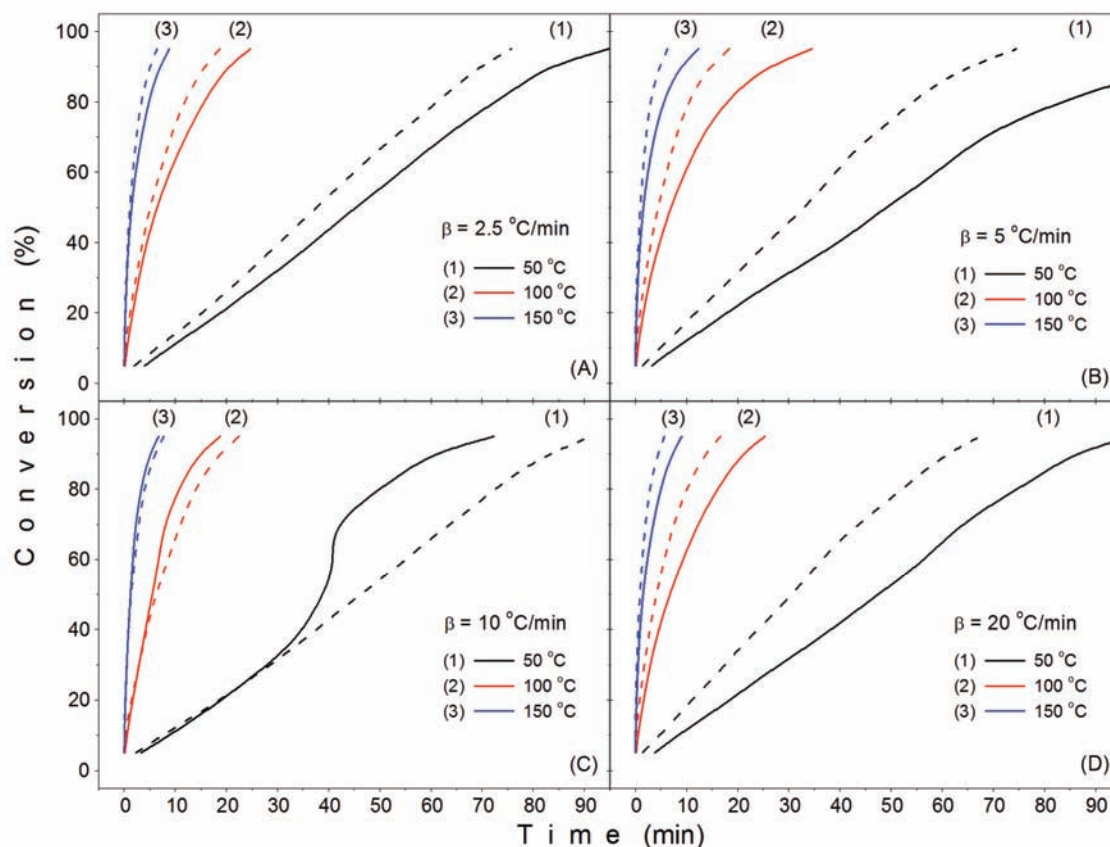 Conversion (%)
(3) (2) (1)
100
80
60
40
20
0
β = 2.5 °C/min
(1) 50 °C
(2) 100 °C
(3) 150 °C
(A)
(3) (2) (1)
β = 5 °C/min
(1) 50 °C
(2) 100 °C
(3) 150 °C
(B)
(3) (2) (1)
100
80
60
40
20
0
β = 10 °C/min
(1) 50 °C
(2) 100 °C
(3) 150 °C
(C)
0 10 20 30 40 50 60 70 80 90
(3) (2) (1)
β = 20 °C/min
(1) 50 °C
(2) 100 °C
(3) 150 °C
(D)
0 10 20 30 40 50 60 70 80 90
Time (min)